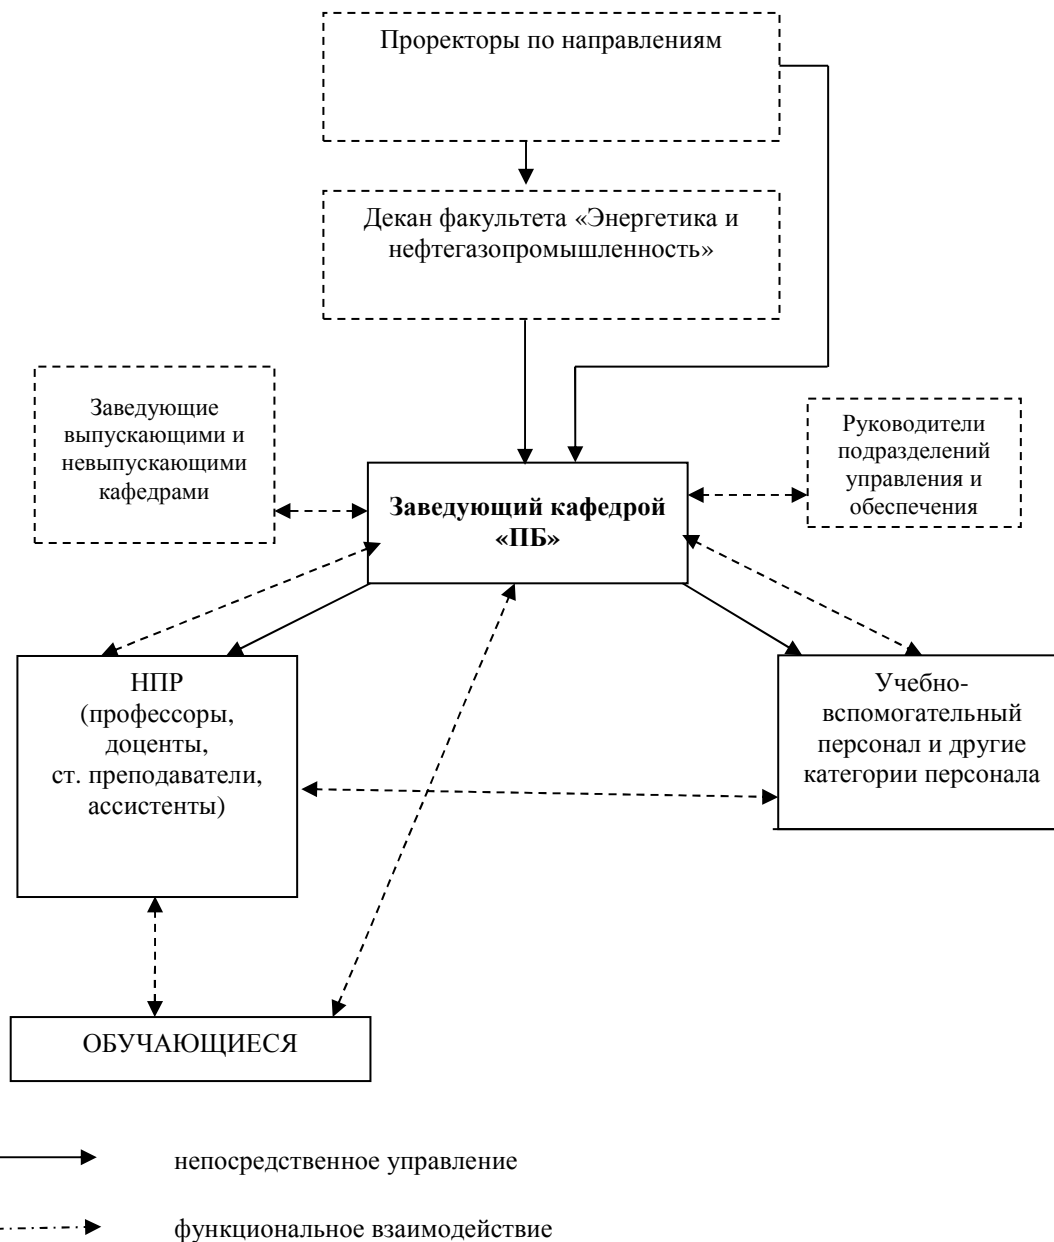 Проректоры по направлениям
Декан факультета «Энергетика и
нефтегазопромышленность»
Заведующие
выпускающими и
невыпускающими
кафедрами
Руководители
подразделений
управления и
обеспечения
Заведующий кафедрой
«ПБ»
НПР
(профессоры,
доценты,
ст. преподаватели,
ассистенты)
Учебно-
вспомогательный
персонал и другие
категории персонала
ОБУЧАЮЩИЕСЯ
непосредственное управление
функциональное взаимодействие